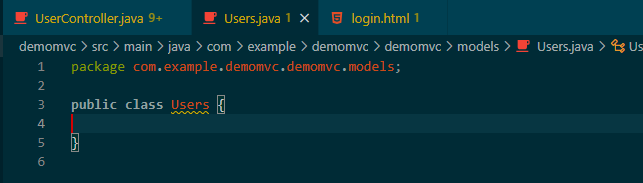 UserController.java 9+ Users.java 1 login.html 1
demomvc > src > main > java > com > example > demomvc > demomvc > models > Users.java > Us
1 package com.example.demomvc.demomvc.models;
2
3 public class Users {
4
5 }
6